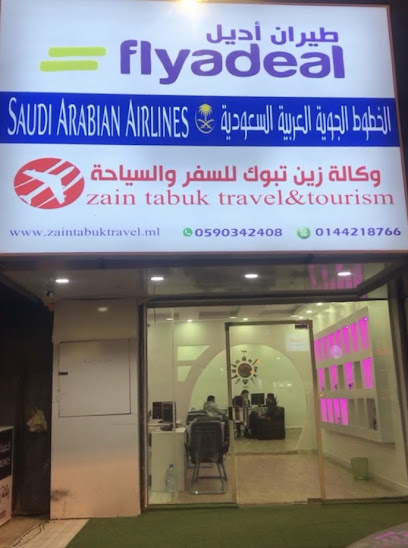 طيران أديل
flyadeal
SAUDI ARABIAN AIRLINES الخطوط الجوية العربية السعودية
وكالة زين تبوك للسفر والسياحة
zain tabuk travel&tourism
www.zaintabuktravel.ml 0590342408 0144218766